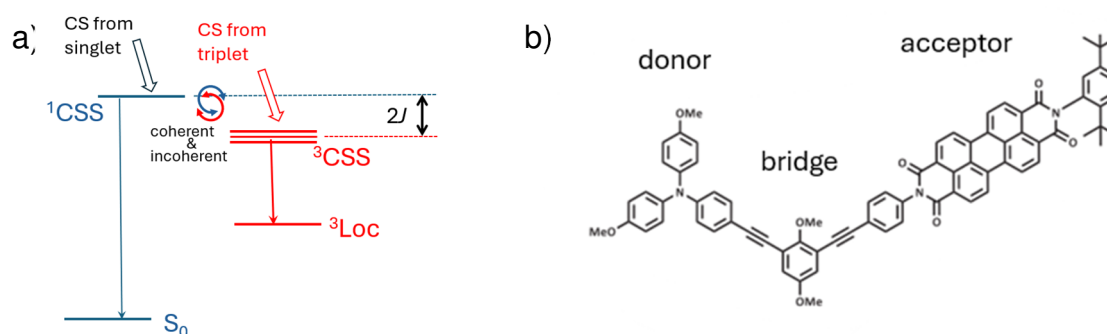 a)
CS from
singlet
CS from
triplet
¹CSS
2J
coherent
&
incoherent
³CSS
³Loc
S₀
b)
donor
acceptor
bridge
OMe
N
MeO
OMe
OMe
N
O
O
O
O
N